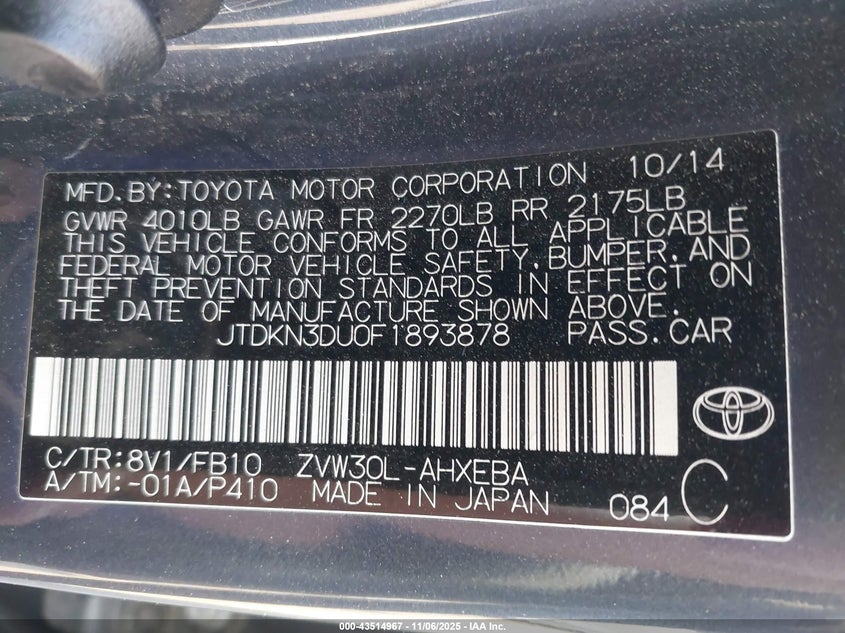 10/14
MFD.BY:TOYOTA MOTOR CORPORATION
GVWR 4010LB GAWR FR 2270LB RR 2175LB
THIS VEHICLE CONFORMS TO ALL APPLICABLE
FEDERAL MOTOR VEHICLE SAFETY,BUMPER,AND
THEFT PREVENTION STANDARDS IN EFFECT ON
THE DATE OF MANUFACTURE SHOWN ABOVE.
JTDKN3DU0F1893878 PASS.CAR
C/TR:8V1/FB10 ZVW30L-AHXEBA
A/TM:-01A/P410 MADE IN JAPAN 084 C
000-43514967 - 11/06/2025 - IAA Inc.